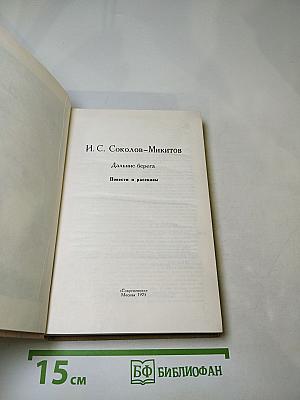 И. С. Соколов–Микитов
Дальние берега
Повести и рассказы
«Современник»
Москва 1975
15 см
БФ БИБЛИОФАН